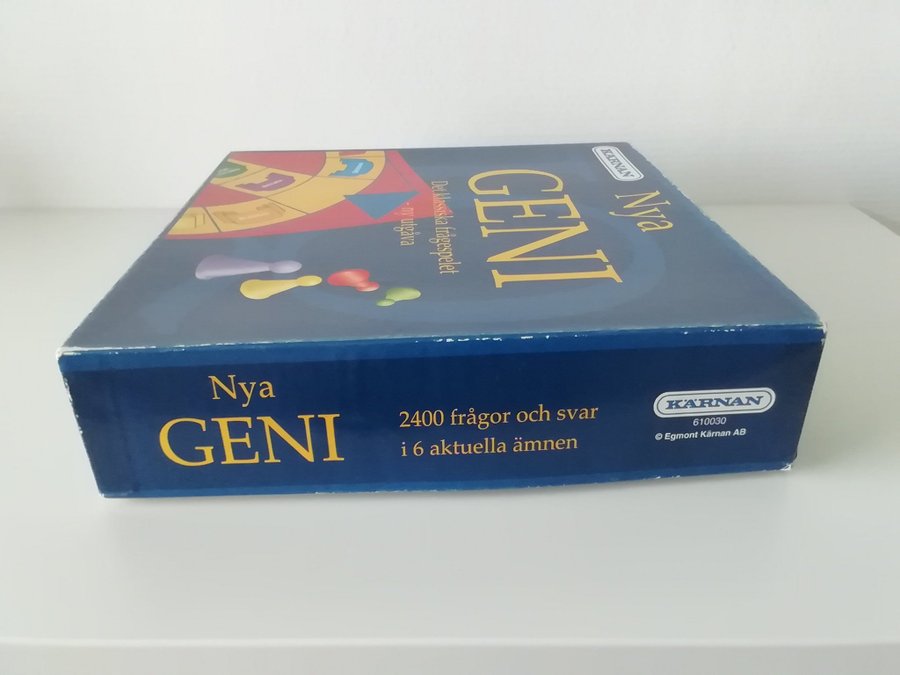 KÄRNAN
Nya
GENI
Det klassiska frågespelet
- ny utgåva
Nya
GENI
2400 frågor och svar
i 6 aktuella ämnen
KÄRNAN
610030
© Egmont Kärnan AB